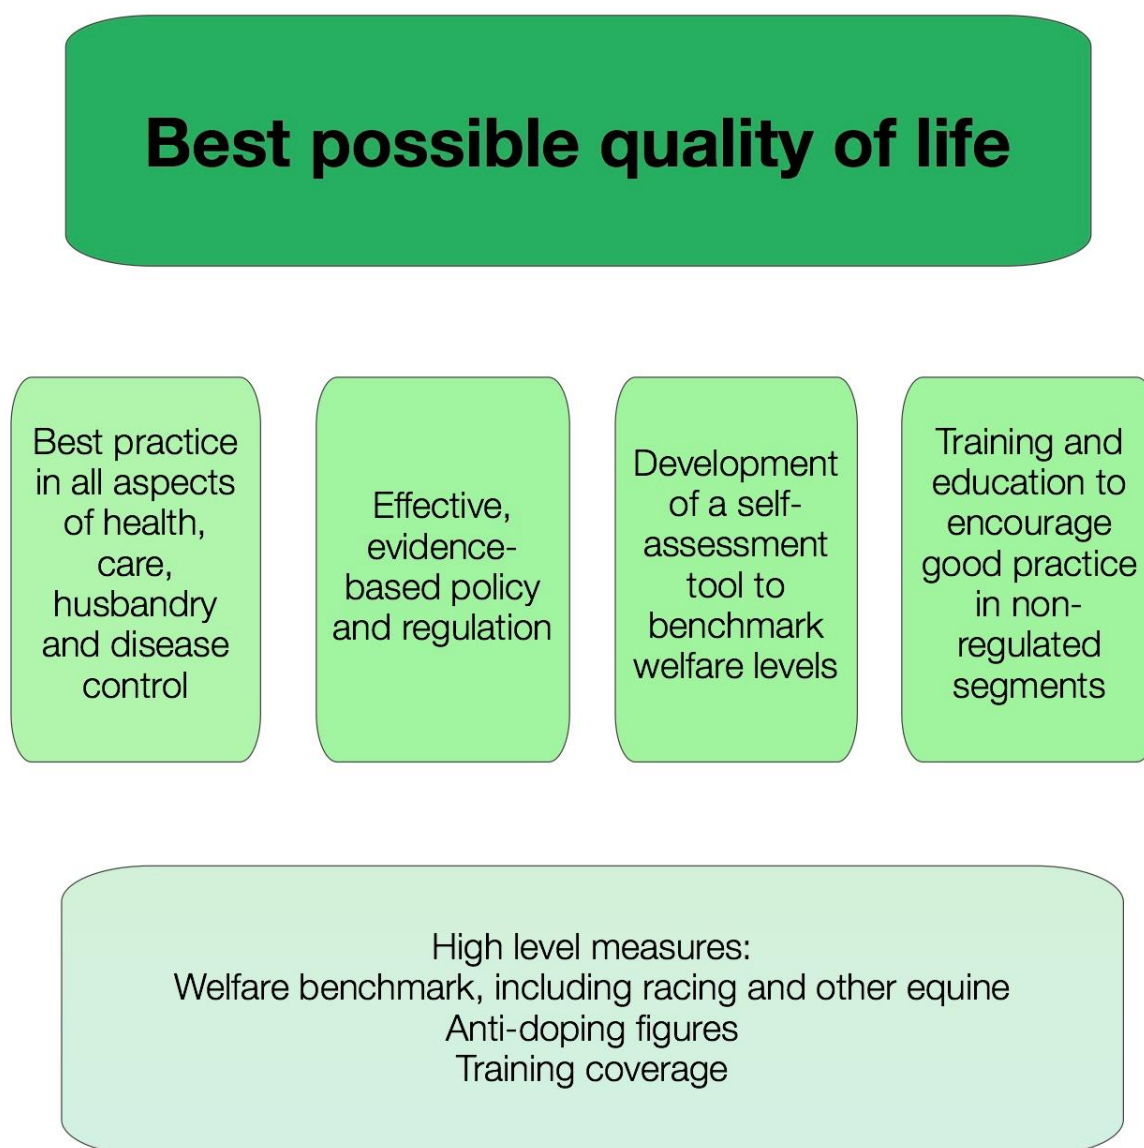 Best possible quality of life
Best practice
in all aspects
of health,
care,
husbandry
and disease
control
Effective,
evidence-
based policy
and regulation
Development
of a self-
assessment
tool to
benchmark
welfare levels
Training and
education to
encourage
good practice
in non-
regulated
segments
High level measures:
Welfare benchmark, including racing and other equine
Anti-doping figures
Training coverage